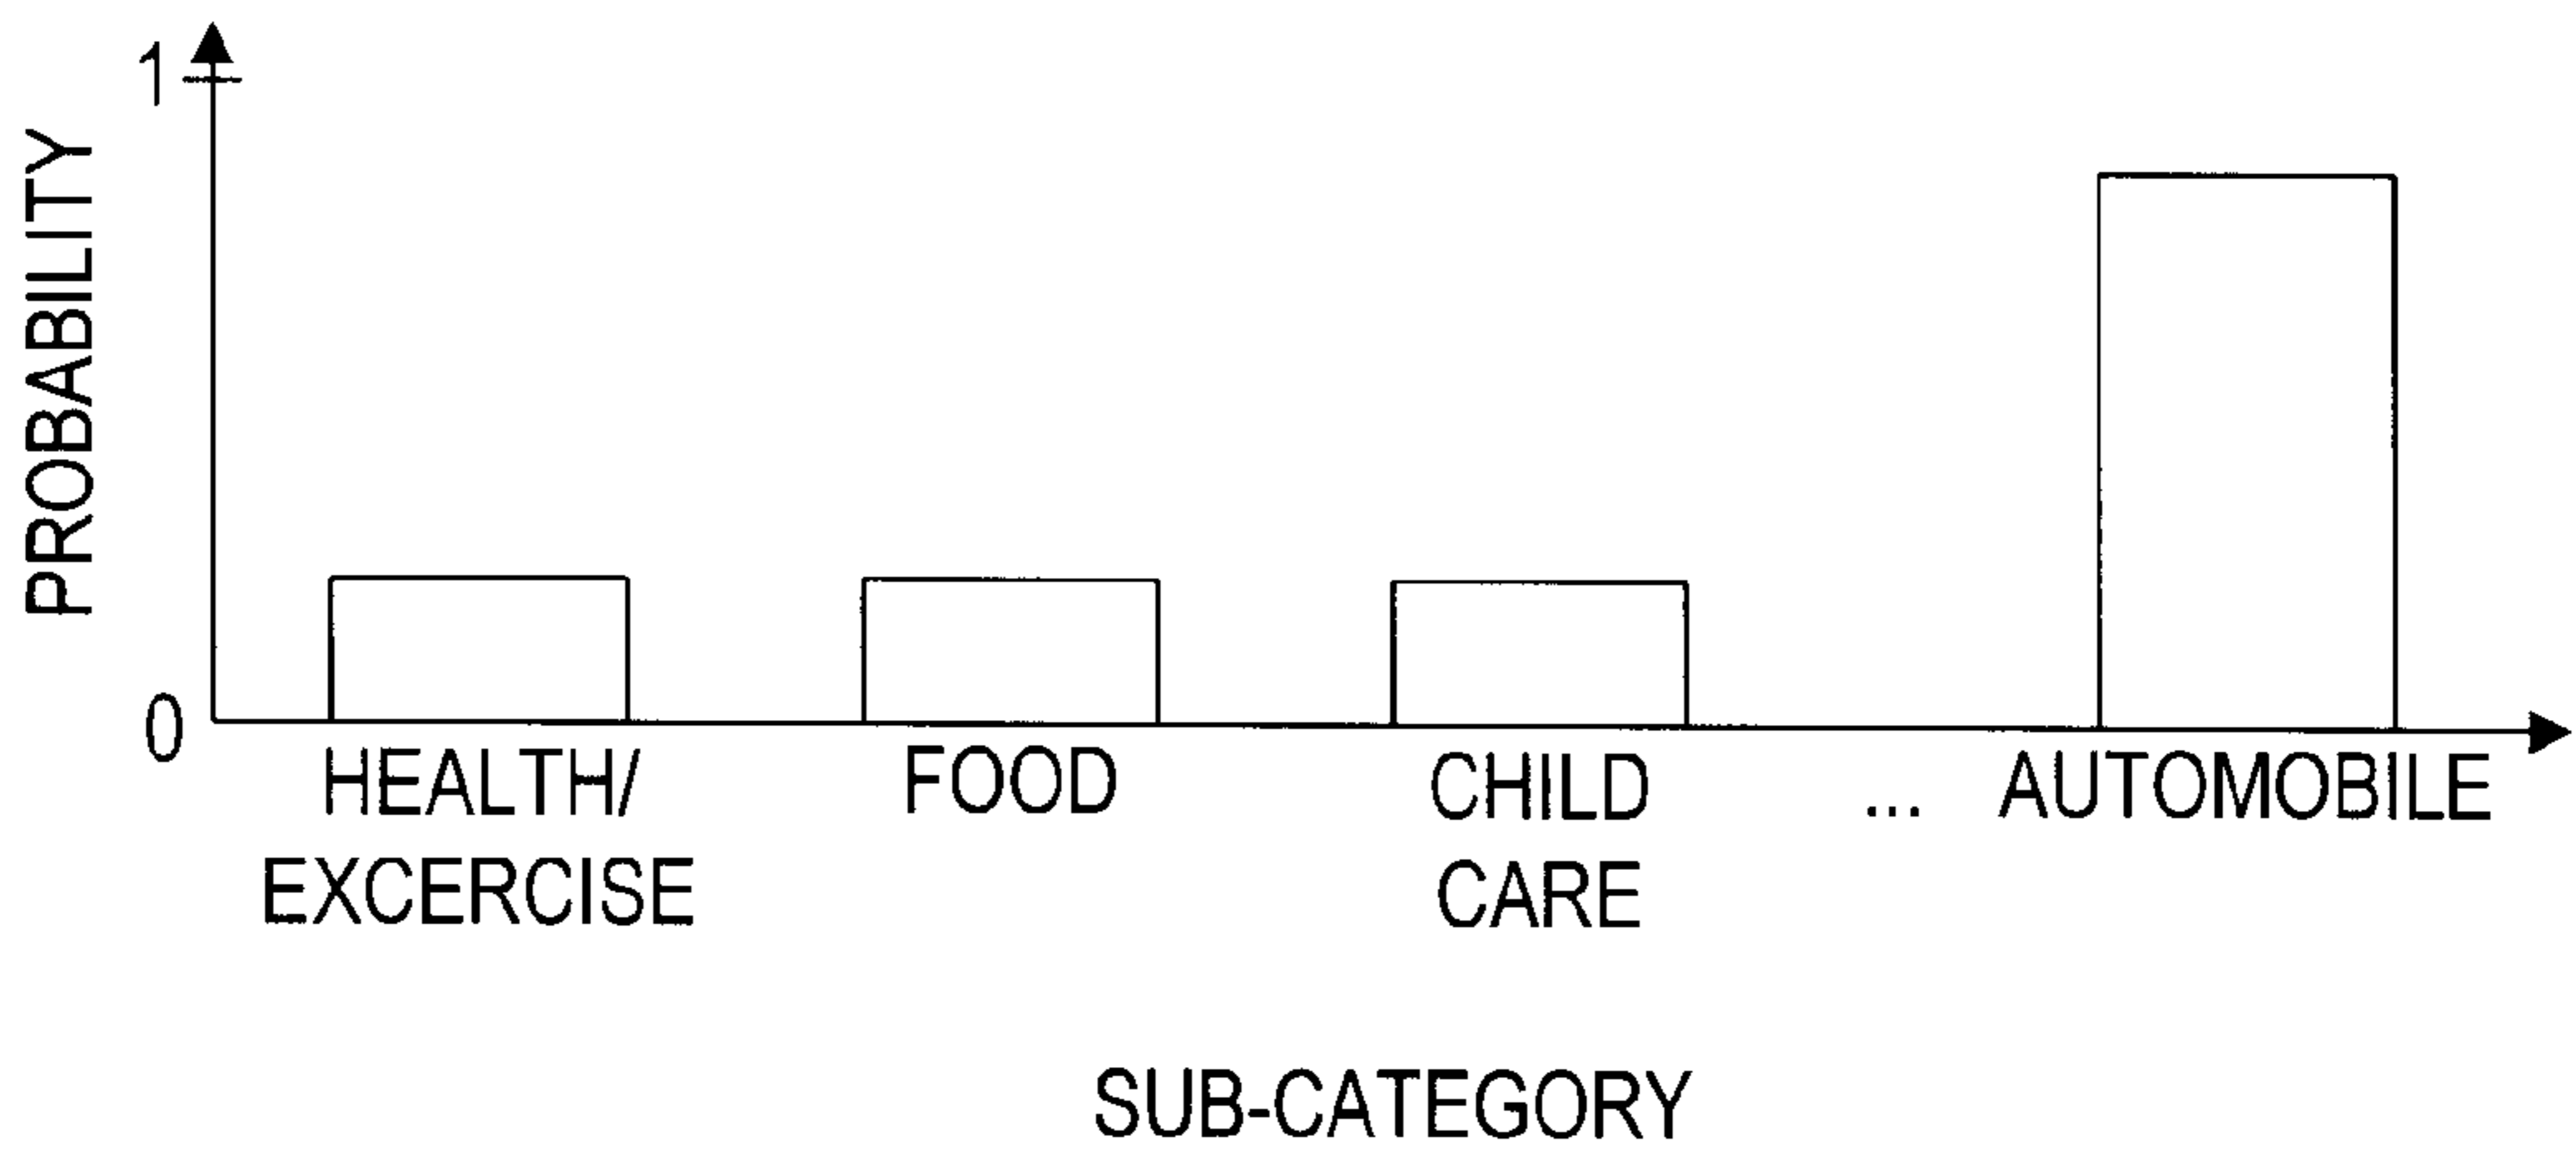 1
PROBABILITY
0
HEALTH/
EXCERCISE
FOOD
CHILD
CARE
...
AUTOMOBILE
SUB-CATEGORY